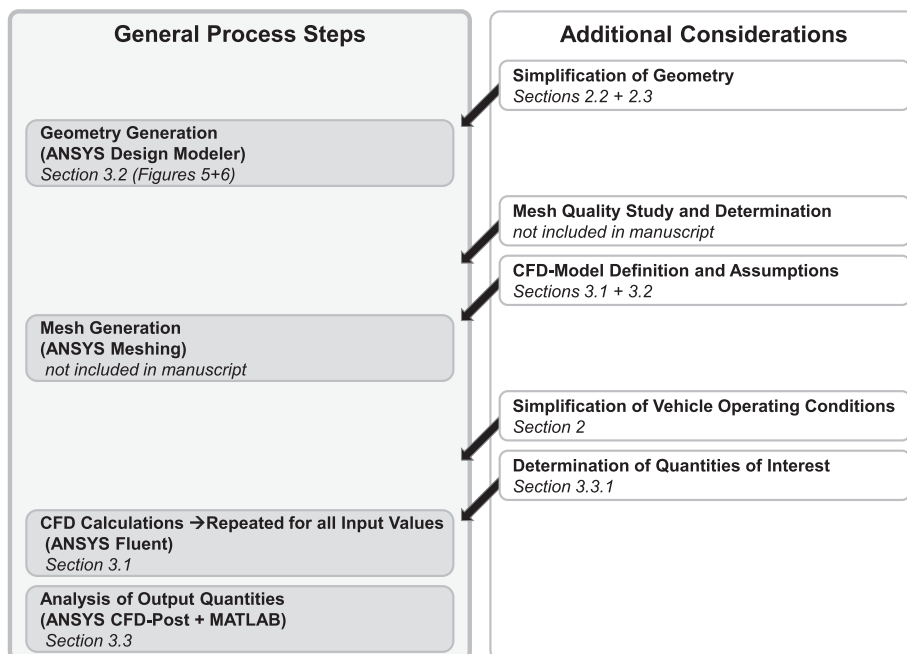 General Process Steps
Geometry Generation
(ANSYS Design Modeler)
Section 3.2 (Figures 5+6)
Mesh Generation
(ANSYS Meshing)
not included in manuscript
CFD Calculations →Repeated for all Input Values
(ANSYS Fluent)
Section 3.1
Analysis of Output Quantities
(ANSYS CFD-Post + MATLAB)
Section 3.3
Additional Considerations
Simplification of Geometry
Sections 2.2 + 2.3
Mesh Quality Study and Determination
not included in manuscript
CFD-Model Definition and Assumptions
Sections 3.1 + 3.2
Simplification of Vehicle Operating Conditions
Section 2
Determination of Quantities of Interest
Section 3.3.1